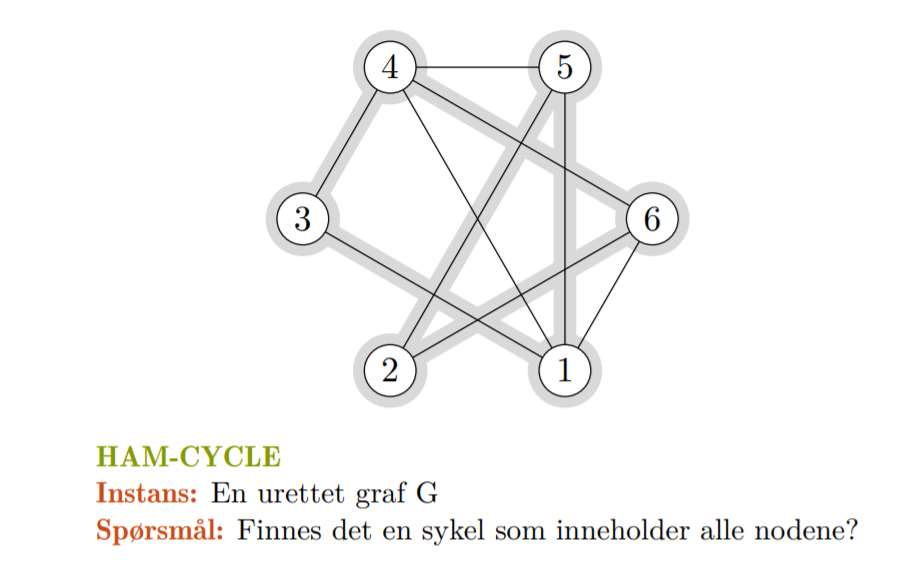 4 5
3 6
2 1
HAM-CYCLE
Instans: En urettet graf G
Spørsmål: Finnes det en sykel som inneholder alle nodene?